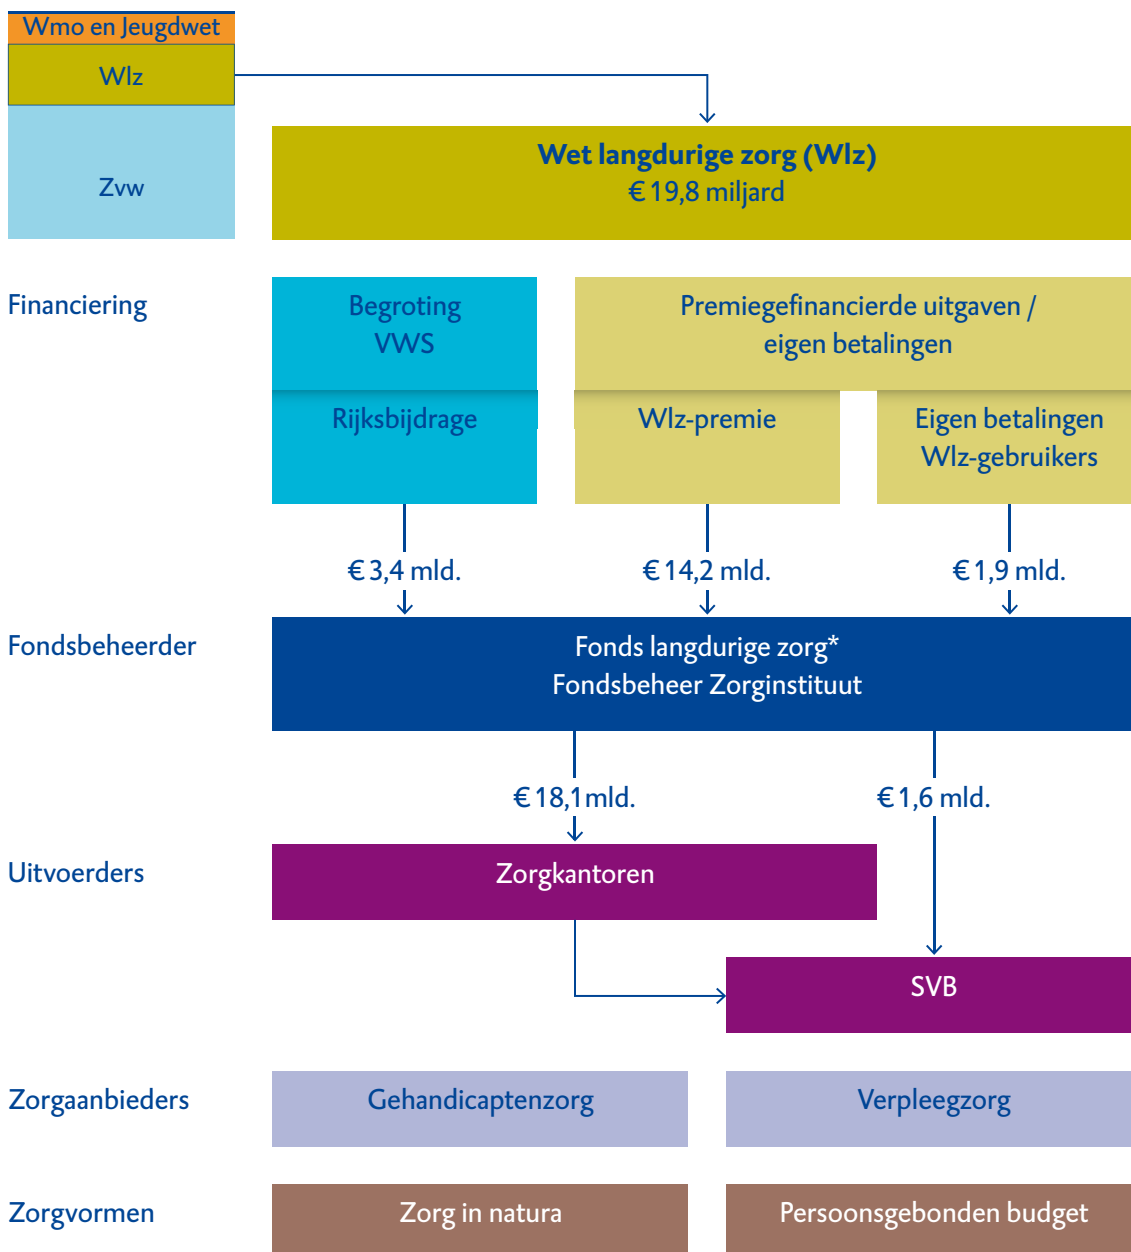 Wmo en Jeugdwet
Wlz
Zvw
Wet langdurige zorg (Wlz)
€ 19,8 miljard
Financiering
Begroting
VWS
Premiegefinancierde uitgaven /
eigen betalingen
Rijksbijdrage
Wlz-premie
Eigen betalingen
Wlz-gebruikers
€ 3,4 mld.
€ 14,2 mld.
€ 1,9 mld.
Fondsbeheerder
Fonds langdurige zorg*
Fondsbeheer Zorginstituut
€ 18,1 mld.
€ 1,6 mld.
Uitvoerders
Zorgkantoren
SVB
Zorgaanbieders
Gehandicaptenzorg
Verpleegzorg
Zorgvormen
Zorg in natura
Persoonsgebonden budget